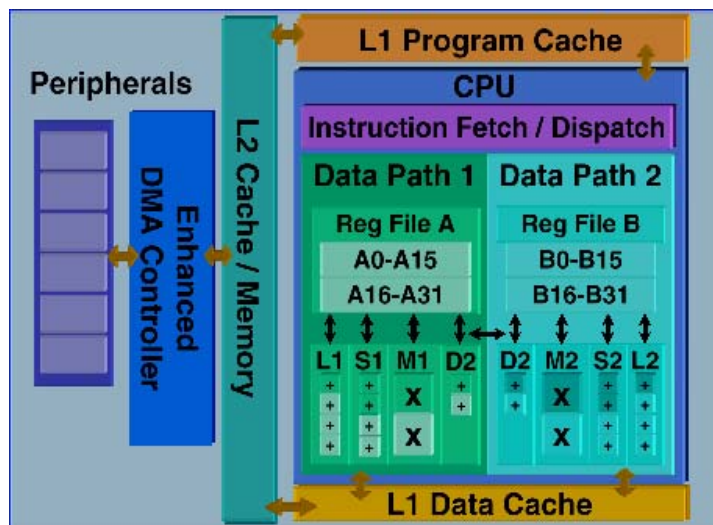 L1 Program Cache
Peripherals
CPU
Instruction Fetch / Dispatch
L2 Cache / Memory
Enhanced
DMA Controller
Data Path 1
Data Path 2
Reg File A
Reg File B
A0-A15
B0-B15
A16-A31
B16-B31
L1 S1 M1 D2
D2 M2 S2 L2
+ + +
+ + + +
X X
+ + + +
+ + + +
X X
+ + + +
L1 Data Cache